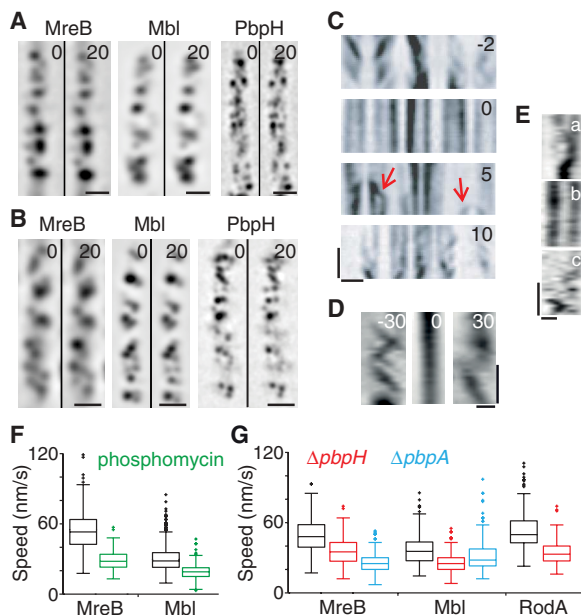 A
MreB Mbl PbpH
0 20 0 20 0 20
B
MreB Mbl PbpH
0 20 0 20 0 20
C
-2
0
5
10
D
-30 0 30
E
a
b
c
F
phosphomycin
Speed (nm/s)
120
60
0
MreB Mbl
G
ΔpbpH ΔpbpA
Speed (nm/s)
120
60
0
MreB Mbl RodA